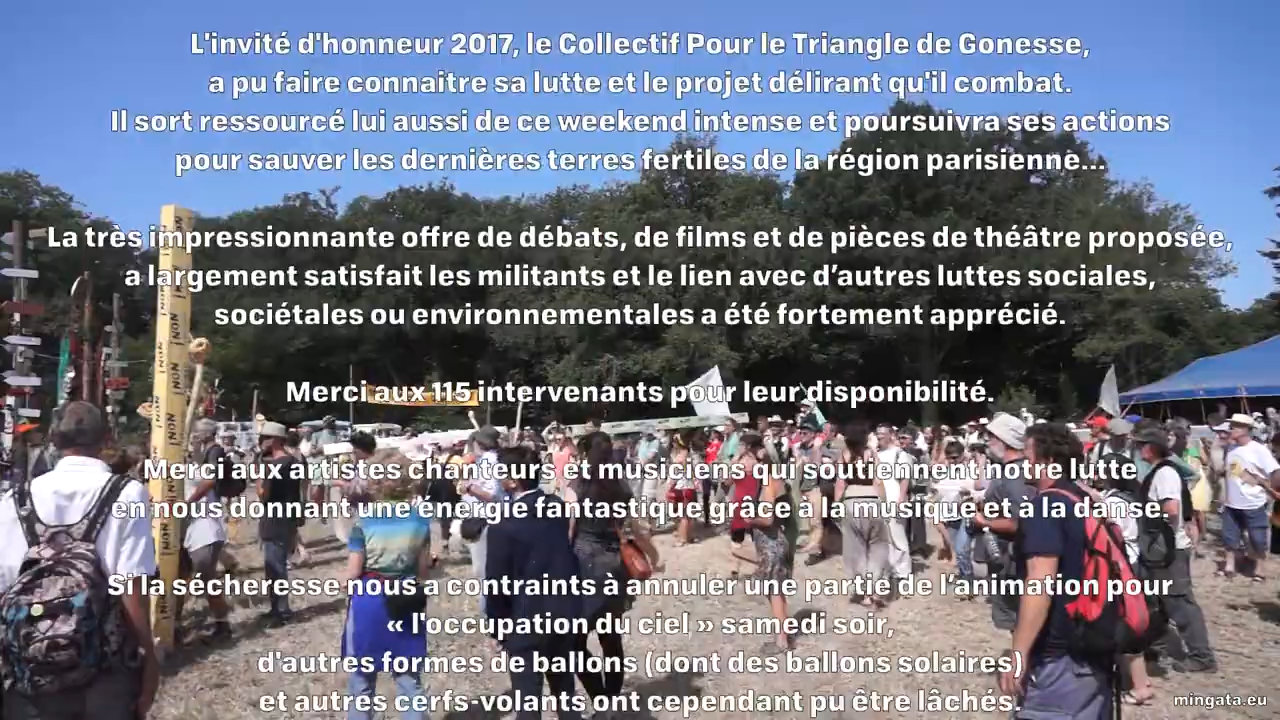 L'invité d'honneur 2017, le Collectif Pour le Triangle de Gonesse,
a pu faire connaitre sa lutte et le projet délirant qu'il combat.
Il sort ressourcé lui aussi de ce weekend intense et poursuivra ses actions
pour sauver les dernières terres fertiles de la région parisienne...
La très impressionnante offre de débats, de films et de pièces de théâtre proposée,
a largement satisfait les militants et le lien avec d’autres luttes sociales,
sociétales ou environnementales a été fortement apprécié.
Merci aux 115 intervenants pour leur disponibilité.
Merci aux artistes chanteurs et musiciens qui soutiennent notre lutte
en nous donnant une énergie fantastique grâce à la musique et à la danse.
Si la sécheresse nous a contraints à annuler une partie de l’animation pour
« l'occupation du ciel » samedi soir,
d'autres formes de ballons (dont des ballons solaires)
et autres cerfs-volants ont cependant pu être lâchés.
mingata.eu
NON!
NON!
NON!
NON!